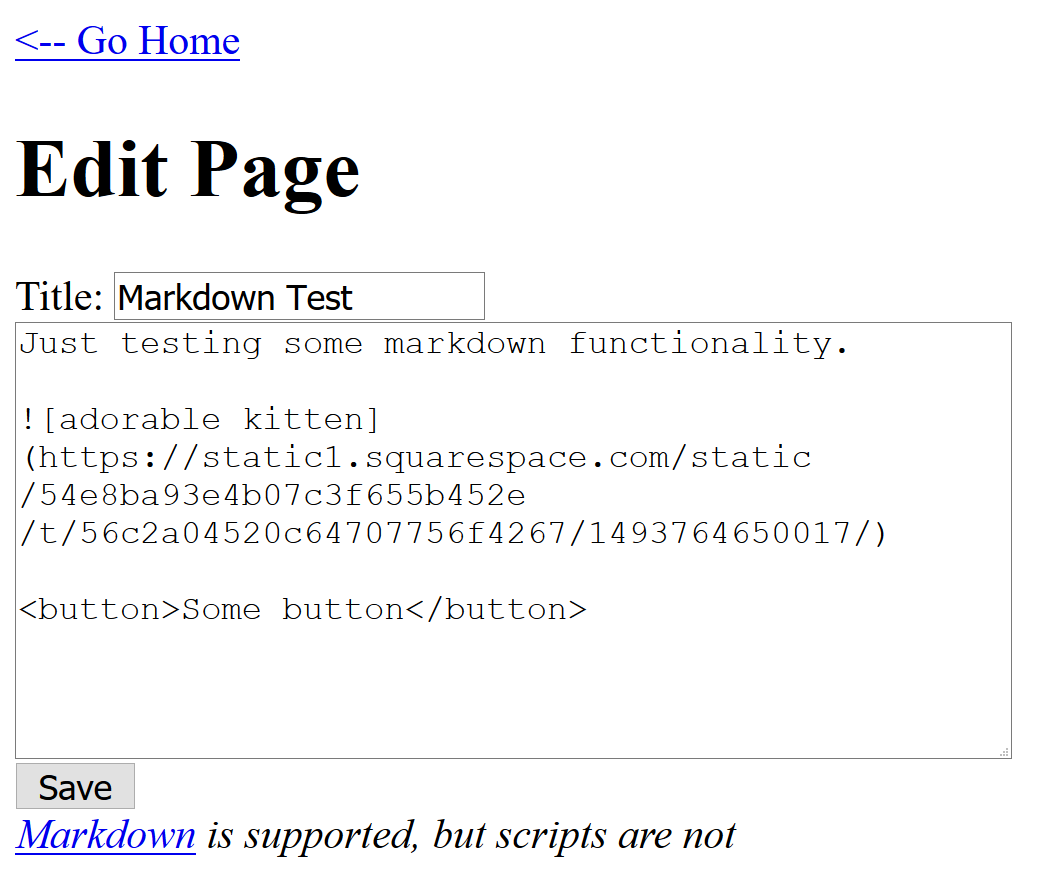 <-- Go Home
Edit Page
Title: Markdown Test
Just testing some markdown functionality.
![adorable kitten]
(https://static1.squarespace.com/static
/54e8ba93e4b07c3f655b452e
/t/56c2a04520c64707756f4267/1493764650017/)
<button>Some button</button>
Save
Markdown is supported, but scripts are not